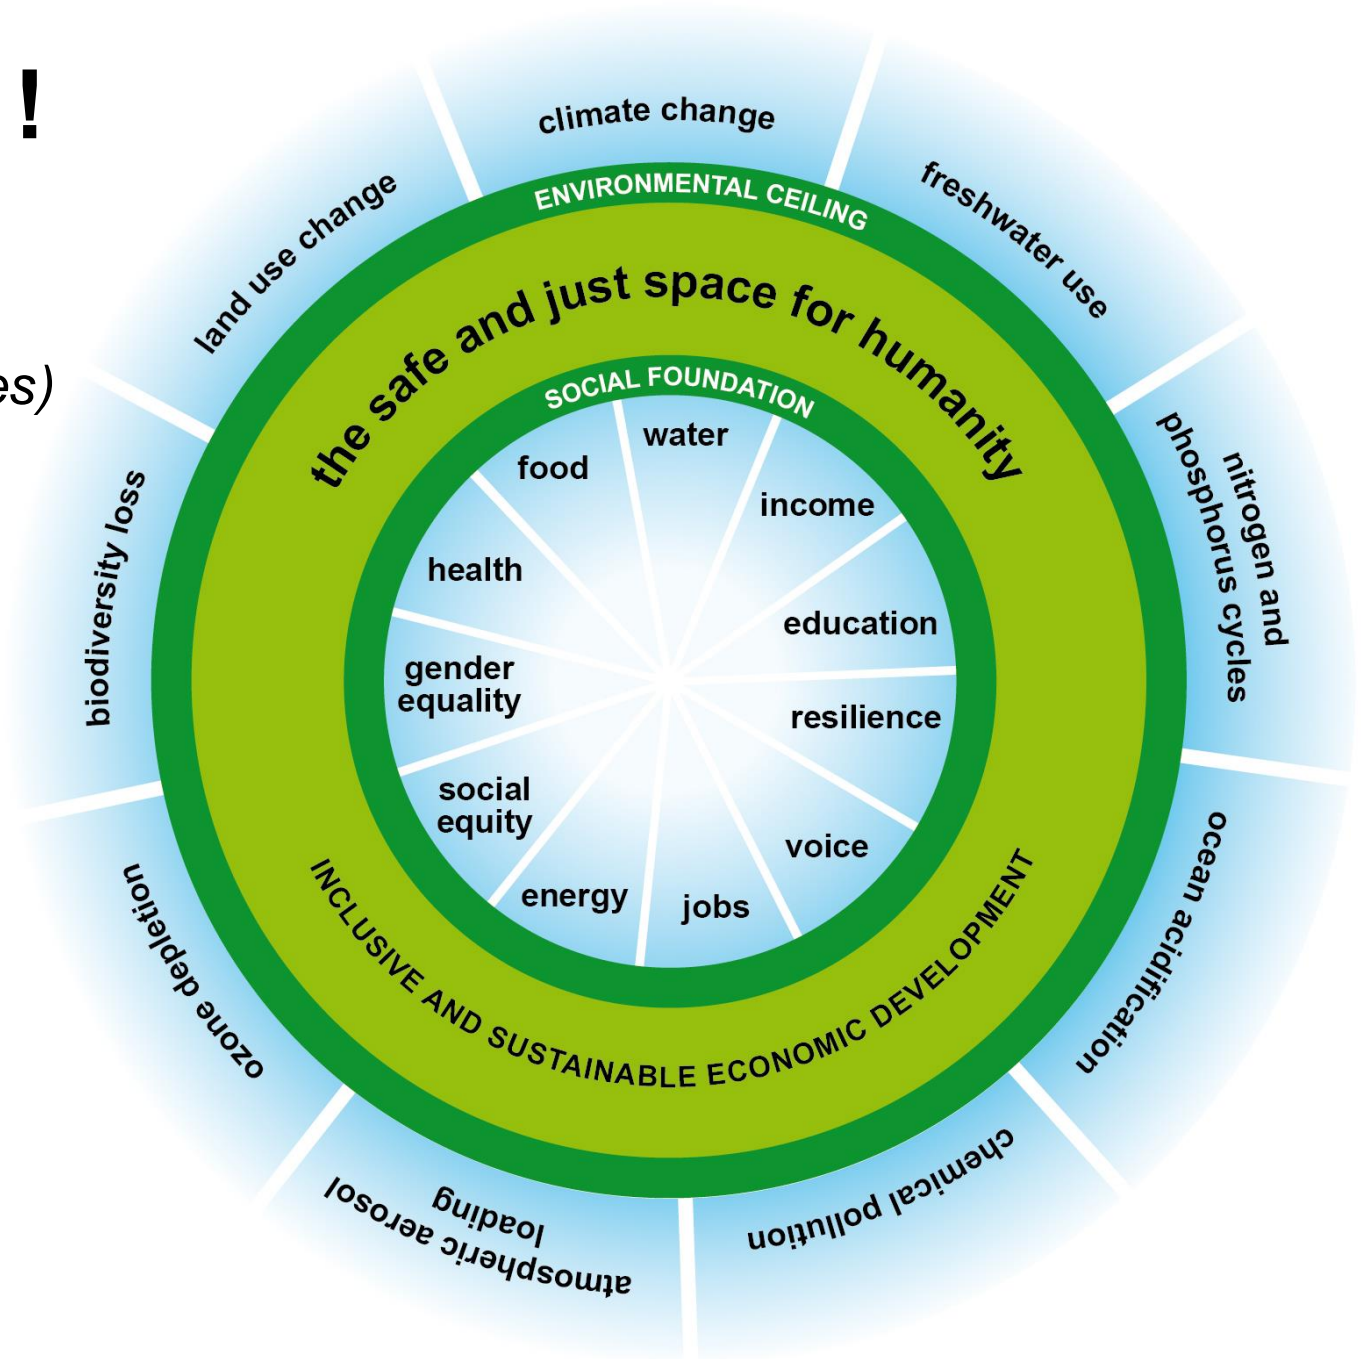 !
es)
climate change
freshwater use
nitrogen and
phosphorus cycles
ocean acidification
chemical pollution
atmospheric aerosol
loading
ozone depletion
biodiversity loss
land use change
ENVIRONMENTAL CEILING
the safe and just space for humanity
SOCIAL FOUNDATION
water
income
education
resilience
voice
jobs
energy
social
equity
gender
equality
health
food
INCLUSIVE AND SUSTAINABLE ECONOMIC DEVELOPMENT